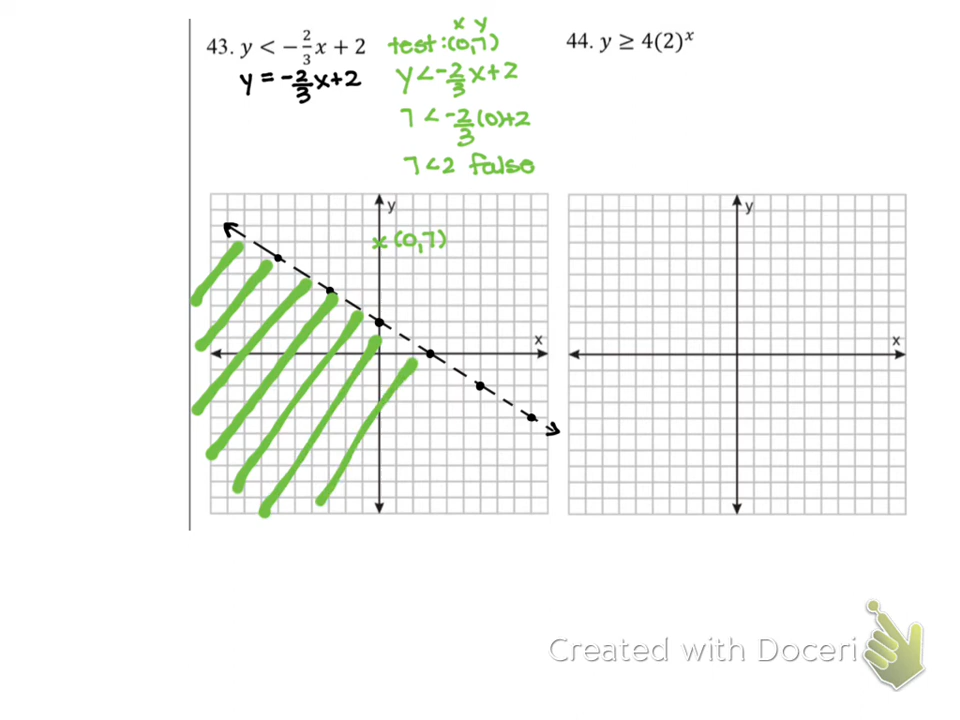 43. y < −2/3x + 2
y = -2/3x+2
x y
test: (0,7)
y < -2/3x+2
7 < -2/3(0)+2
7<2 false
44. y ≥ 4(2)ˣ
y
x (0,7)
x
y
x
Created with Doceri